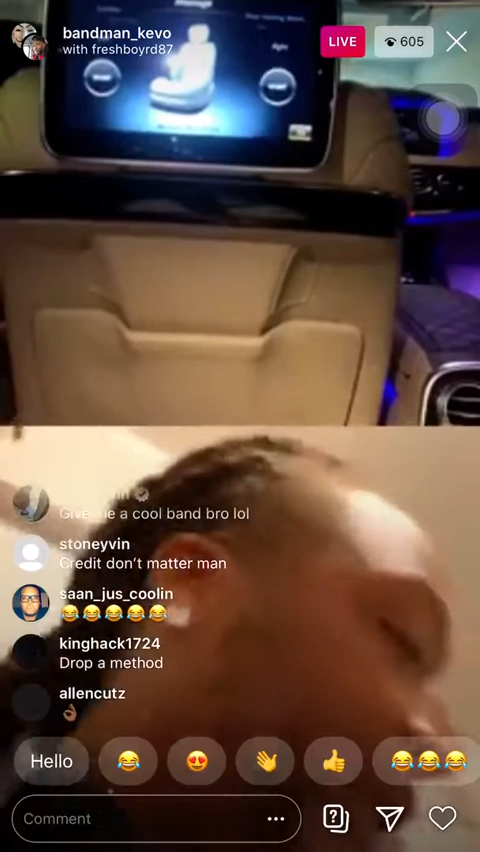 bandman_kevo
with freshboyrd87
LIVE
605
Massage
Give me a cool band bro lol
stoneyvin
Credit don't matter man
saan_jus_coolin
😂😂😂😂😂
kinghack1724
Drop a method
allencutz
👌🏽
Hello
😂
😍
👋
👍
😂😂😂
Comment